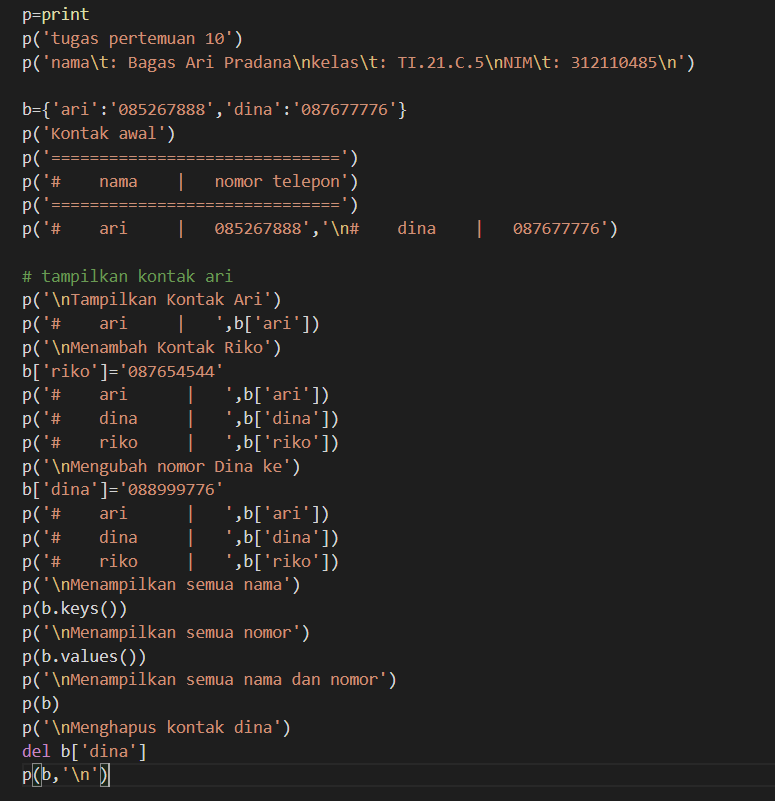 p=print
p('tugas pertemuan 10')
p('nama\t: Bagas Ari Pradana\nkelas\t: TI.21.C.5\nNIM\t: 312110485\n')

b={'ari':'085267888','dina':'087677776'}
p('Kontak awal')
p('==============================')
p('#    nama    |   nomor telepon')
p('==============================')
p('#    ari     |   085267888','\n#    dina    |   087677776')

# tampilkan kontak ari
p('\nTampilkan Kontak Ari')
p('#    ari     |   ',b['ari'])
p('\nMenambah Kontak Riko')
b['riko']='087654544'
p('#    ari      |   ',b['ari'])
p('#    dina     |   ',b['dina'])
p('#    riko     |   ',b['riko'])
p('\nMengubah nomor Dina ke')
b['dina']='088999776'
p('#    ari      |   ',b['ari'])
p('#    dina     |   ',b['dina'])
p('#    riko     |   ',b['riko'])
p('\nMenampilkan semua nama')
p(b.keys())
p('\nMenampilkan semua nomor')
p(b.values())
p('\nMenampilkan semua nama dan nomor')
p(b)
p('\nMenghapus kontak dina')
del b['dina']
p(b,'\n')